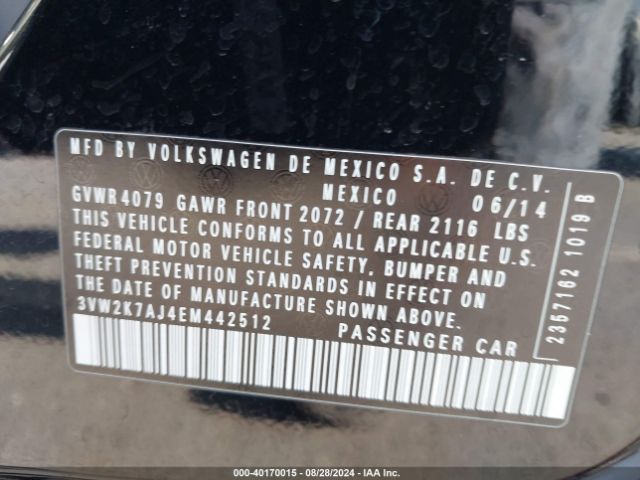 MFD BY VOLKSWAGEN DE MEXICO S.A. DE C.V.
MEXICO 06/14
GVWR 4079 GAWR FRONT 2072 / REAR 2116 LBS
THIS VEHICLE CONFORMS TO ALL APPLICABLE U.S.
FEDERAL MOTOR VEHICLE SAFETY, BUMPER AND
THEFT PREVENTION STANDARDS IN EFFECT ON
THE DATE OF MANUFACTURE SHOWN ABOVE.
3VW2K7AJ4EM442512
PASSENGER CAR
2357162 1019 B
000-40170015 - 08/28/2024 - IAA Inc.